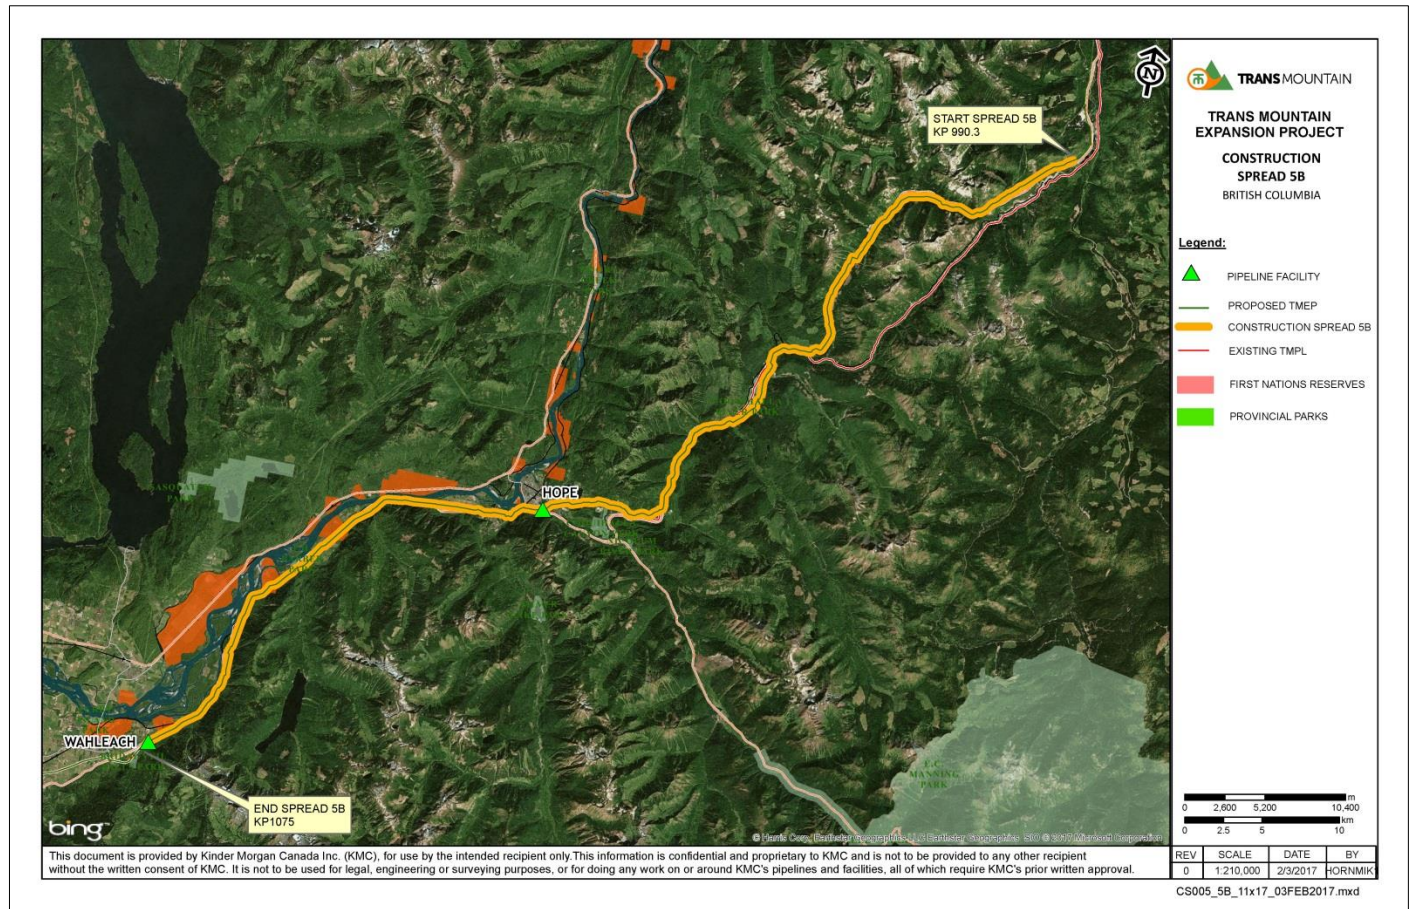 START SPREAD 5B
KP 990.3
HOPE
WAHLEACH
END SPREAD 5B
KP1075
E.C.
MANNING
PARK
bing
N
© Harris Corp, Earthstar Geographics LLC Earthstar Geographics SIO © 2017 Microsoft Corporation
This document is provided by Kinder Morgan Canada Inc. (KMC), for use by the intended recipient only.This information is confidential and proprietary to KMC and is not to be provided to any other recipient
without the written consent of KMC. It is not to be used for legal, engineering or surveying purposes, or for doing any work on or around KMC's pipelines and facilities, all of which require KMC's prior written approval.
TRANSMOUNTAIN
TRANS MOUNTAIN
EXPANSION PROJECT
CONSTRUCTION
SPREAD 5B
BRITISH COLUMBIA
Legend:
PIPELINE FACILITY
PROPOSED TMEP
CONSTRUCTION SPREAD 5B
EXISTING TMPL
FIRST NATIONS RESERVES
PROVINCIAL PARKS
m
0 2,600 5,200 10,400
km
0 2.5 5 10
REV SCALE DATE BY
0 1:210,000 2/3/2017 HORNMIK
CS005_5B_11x17_03FEB2017.mxd